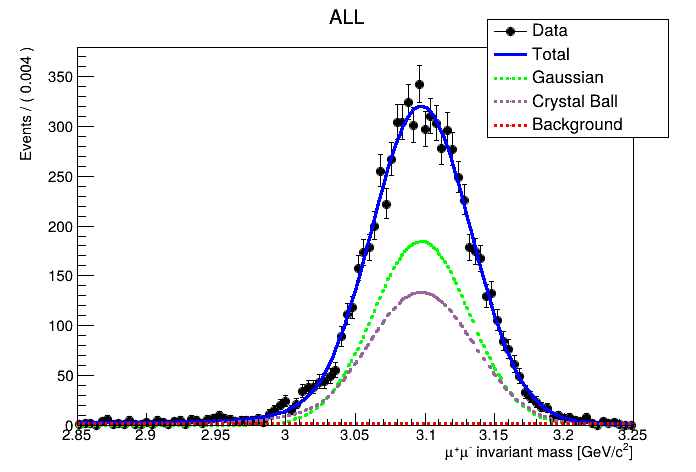 ALL
Data
Total
Gaussian
Crystal Ball
Background
Events / ( 0.004 )
350
300
250
200
150
100
50
0
2.85 2.9 2.95 3 3.05 3.1 3.15 3.2 3.25
μ⁺μ⁻ invariant mass [GeV/c²]